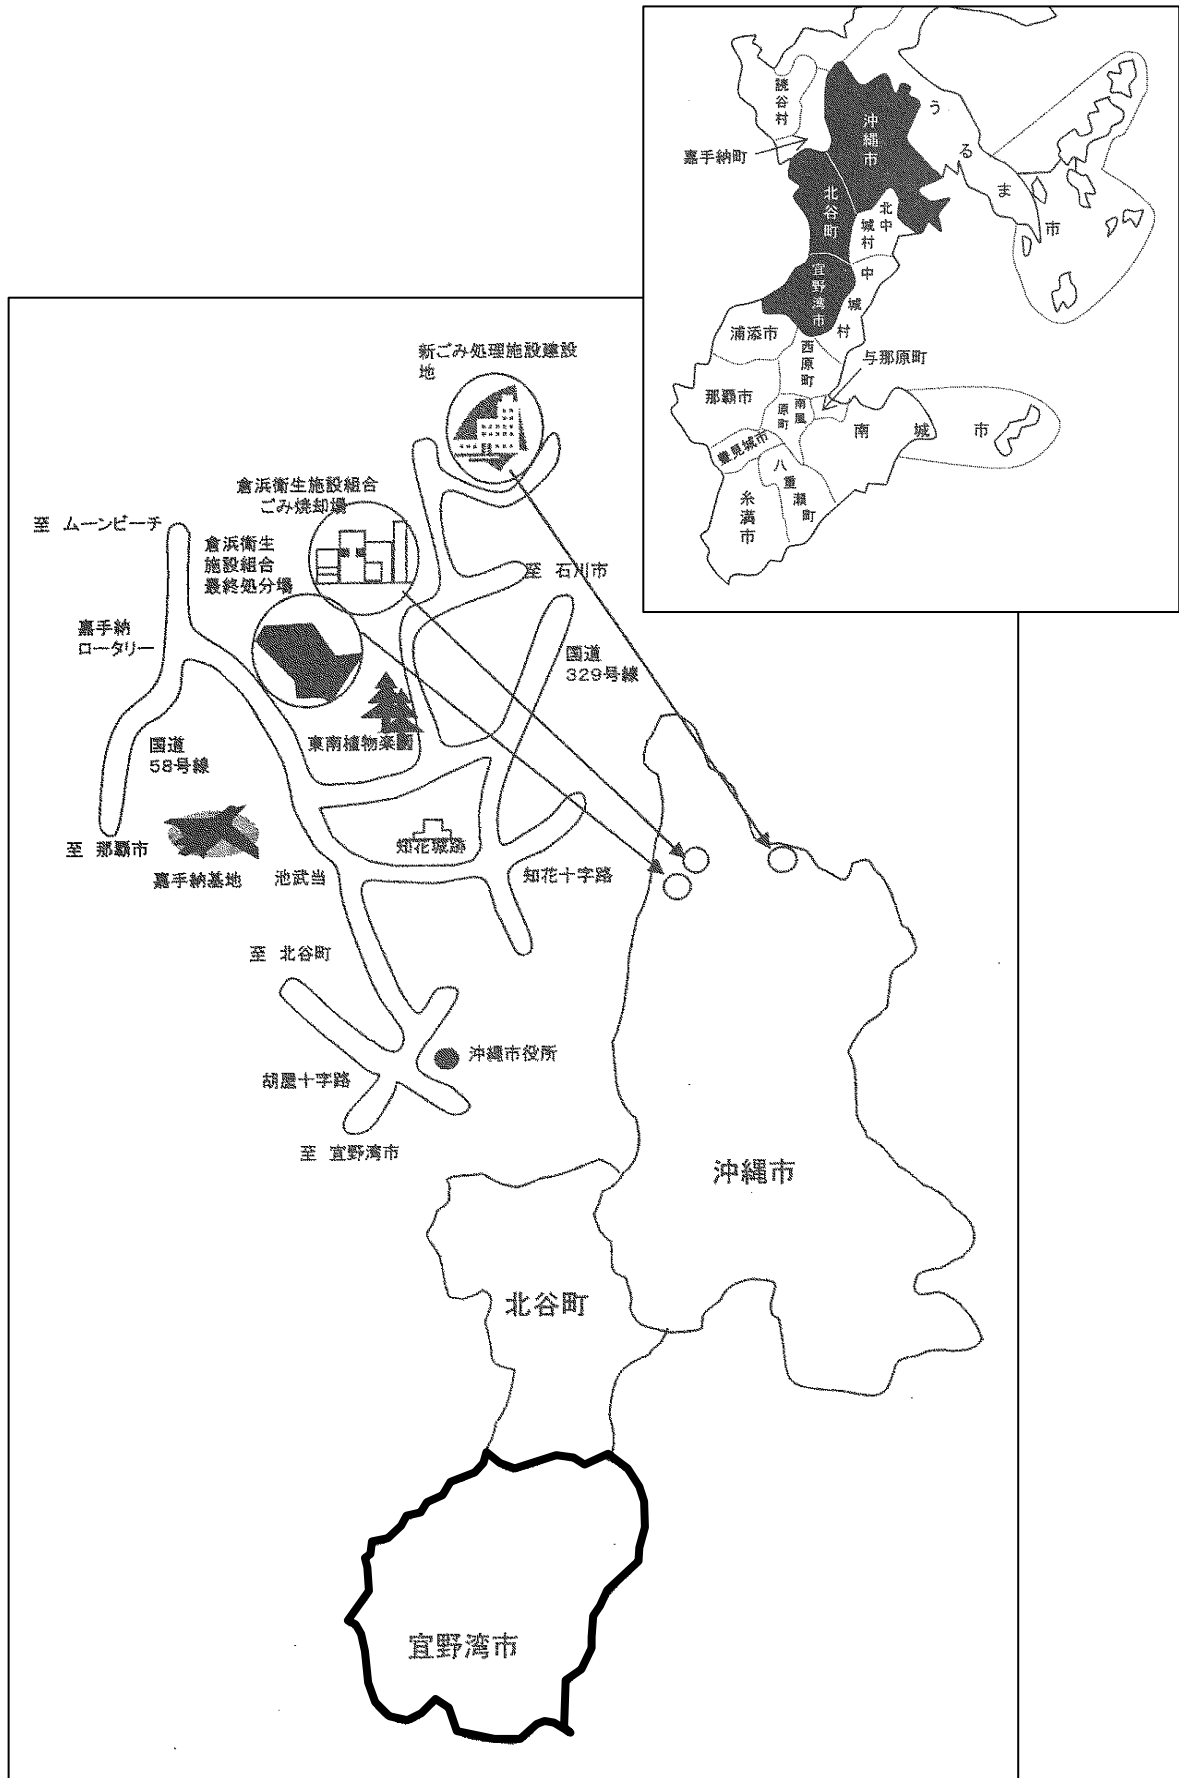 読谷村
嘉手納町
沖縄市
うるま市
北谷町
北中
城村
宜野湾市
中城村
浦添市
西原町
与那原町
那覇市
南風
原町
南城市
豊見城市
八重瀬町
糸満市
新ごみ処理施設建設
地
倉浜衛生施設組合
ごみ焼却場
至 ムーンビーチ
倉浜衛生
施設組合
最終処分場
至 石川市
嘉手納
ロータリー
国道
329号線
東南植物楽園
国道
58号線
至 那覇市
嘉手納基地
池武当
知花城跡
知花十字路
至 北谷町
沖縄市役所
胡屋十字路
至 宜野湾市
沖縄市
北谷町
宜野湾市